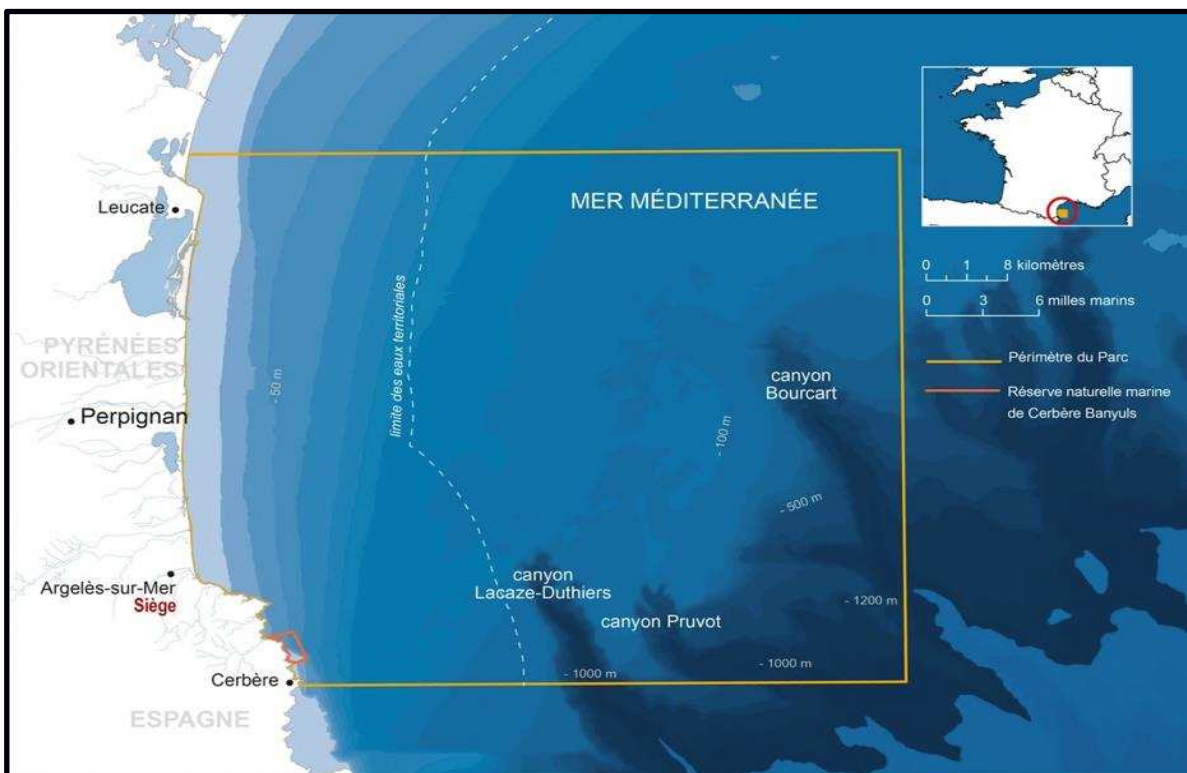 MER MÉDITERRANÉE
Leucate
limite des eaux territoriales
0 1 8 kilomètres
0 3 6 milles marins
PYRÉNÉES
ORIENTALES
- 50 m
Périmètre du Parc
canyon
Bourcart
Réserve naturelle marine
de Cerbère Banyuls
Perpignan
- 100 m
- 500 m
Argelès-sur-Mer
Siège
canyon
Lacaze-Duthiers
canyon Pruvot
- 1200 m
- 1000 m
- 1000 m
Cerbère
ESPAGNE